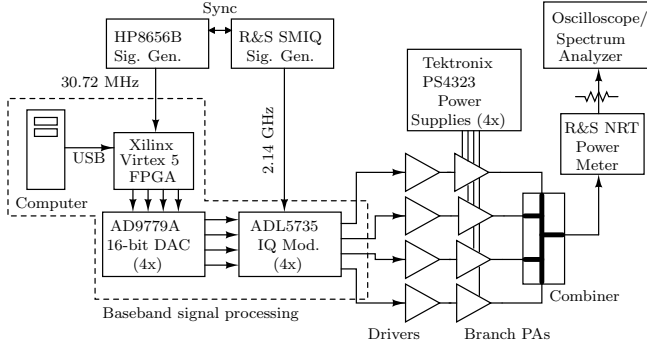 Sync
HP8656B
Sig. Gen.
R&S SMIQ
Sig. Gen.
Oscilloscope/
Spectrum
Analyzer
Tektronix
PS4323
Power
Supplies (4x)
30.72 MHz
2.14 GHz
R&S NRT
Power
Meter
Xilinx
Virtex 5
FPGA
USB
Computer
AD9779A
16-bit DAC
(4x)
ADL5735
IQ Mod.
(4x)
Combiner
Baseband signal processing
Drivers
Branch PAs